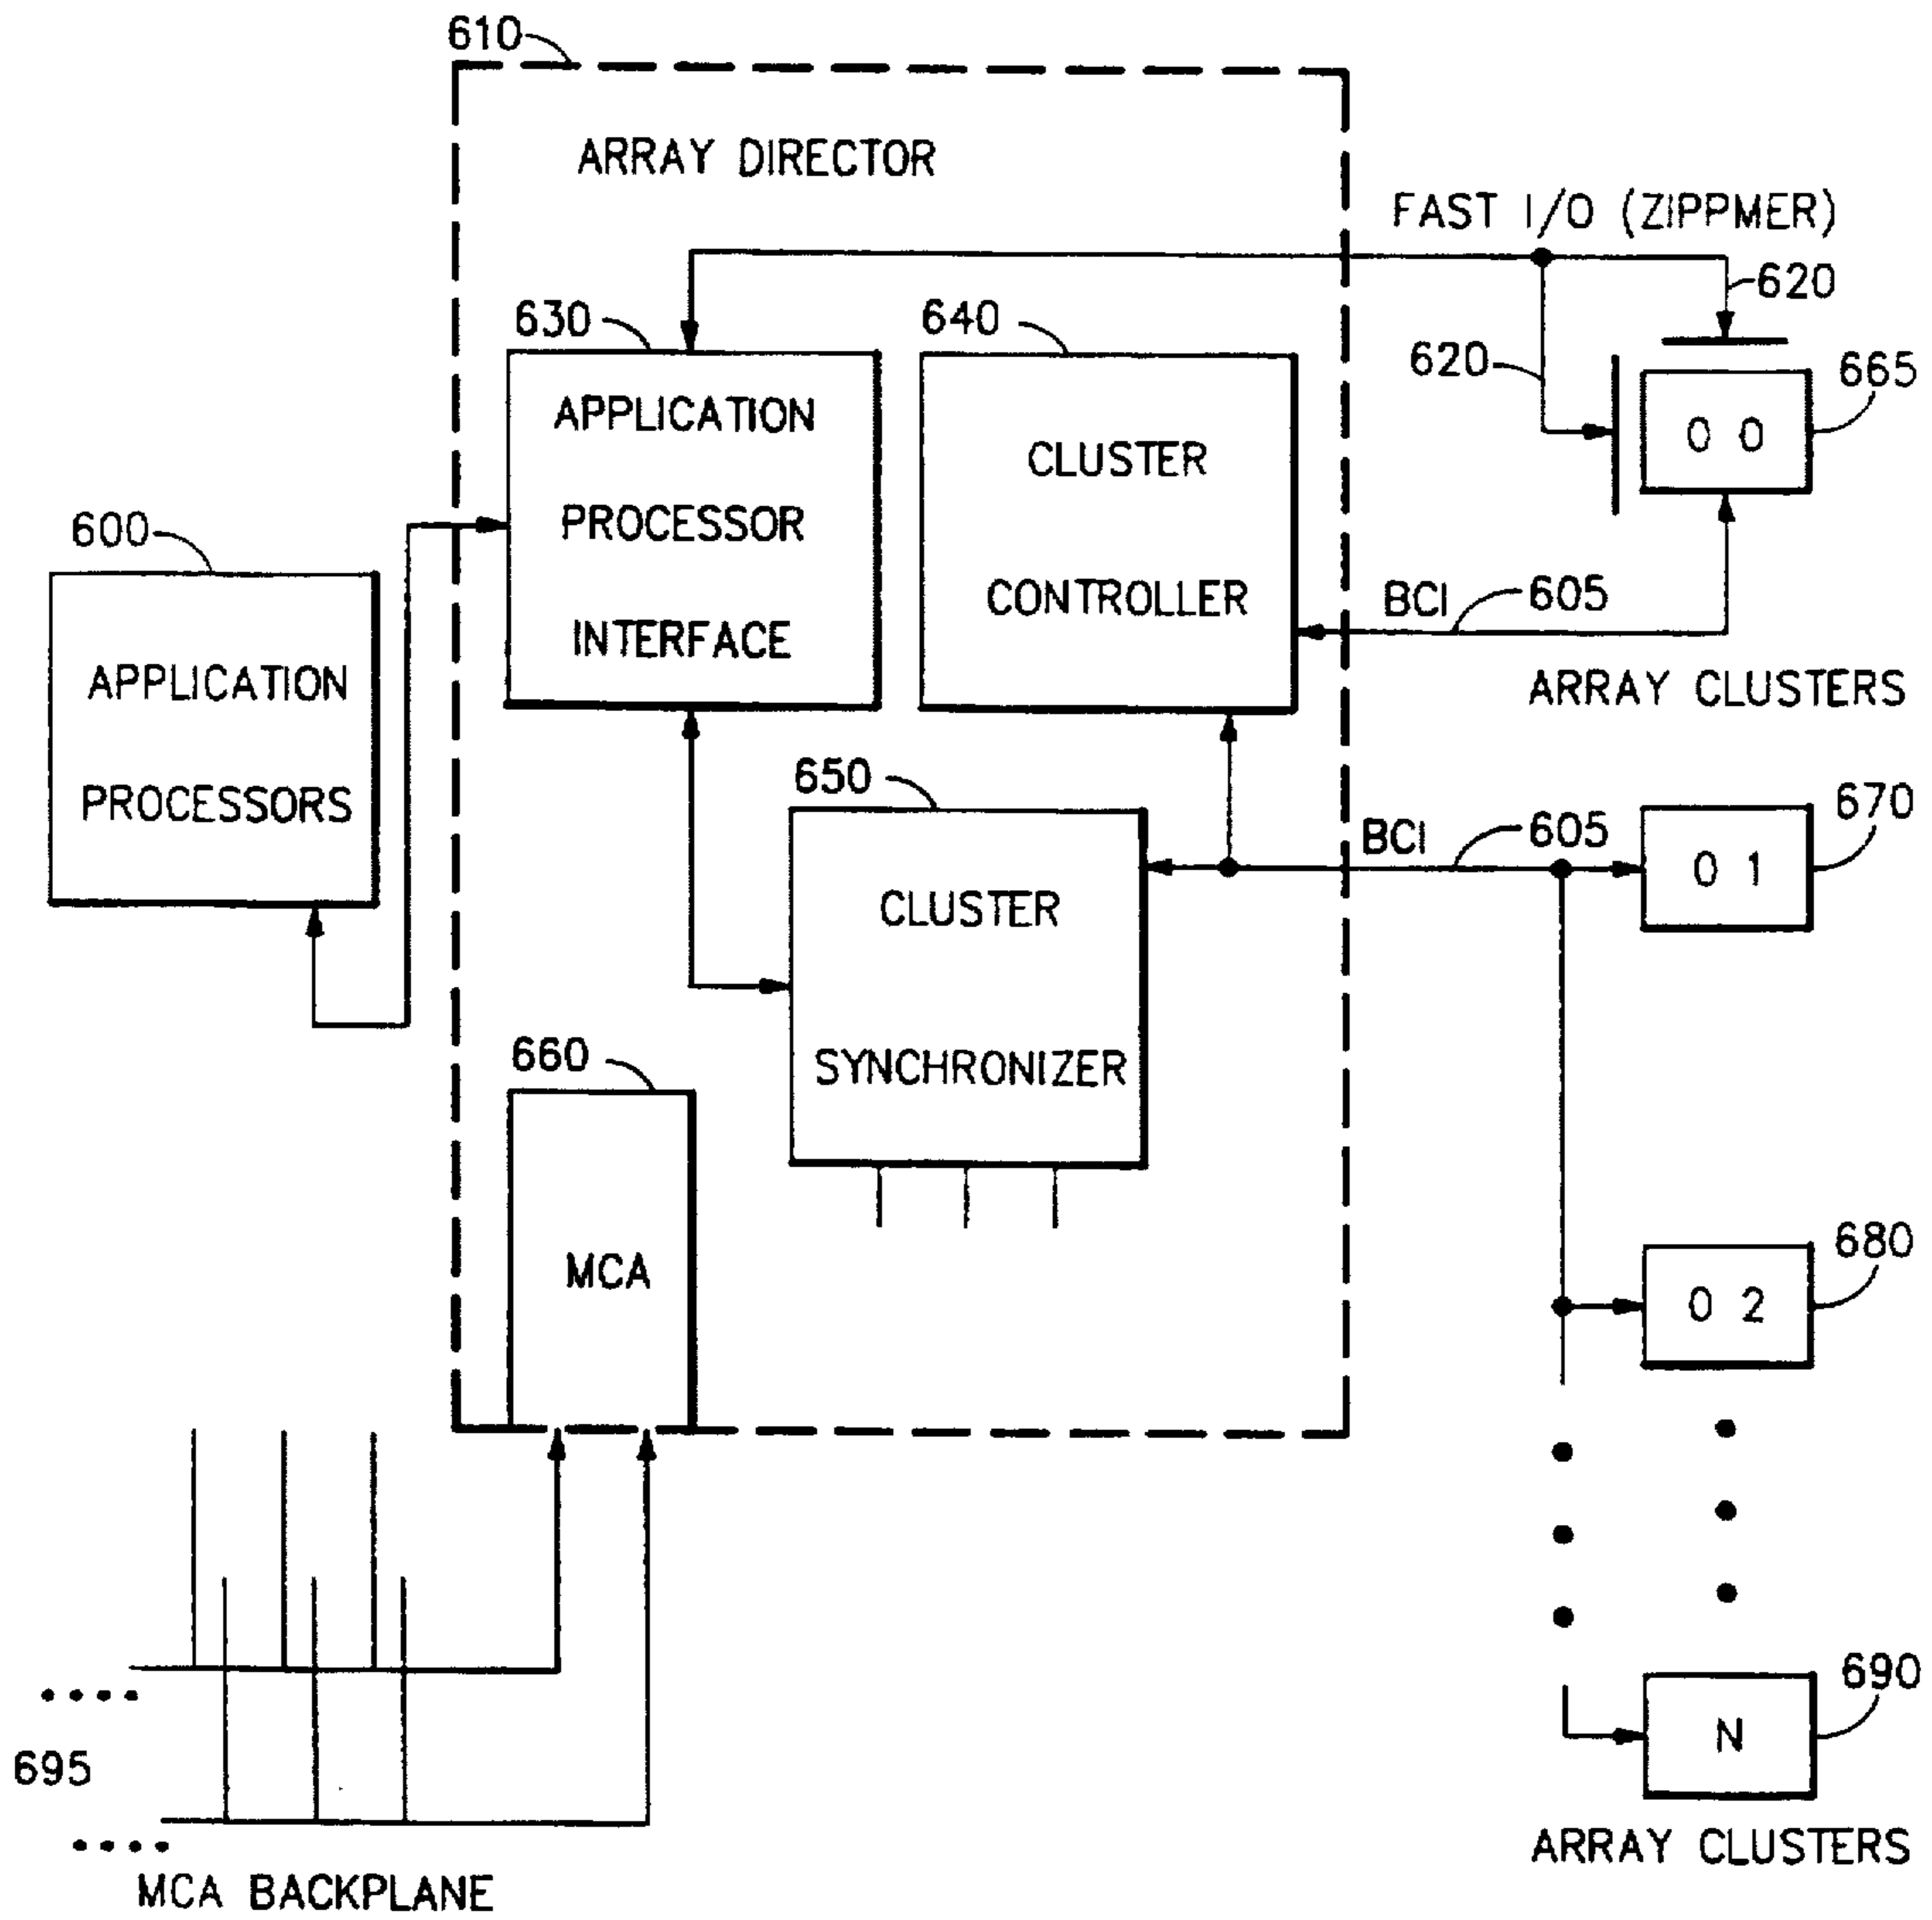 610
ARRAY DIRECTOR
FAST I/O (ZIPPMER)
620
630
640
620
665
APPLICATION
PROCESSOR
INTERFACE
CLUSTER
CONTROLLER
0 0
600
APPLICATION
PROCESSORS
BCI
605
ARRAY CLUSTERS
650
CLUSTER
SYNCHRONIZER
BCI
605
670
0 1
660
MCA
680
0 2
690
N
695
ARRAY CLUSTERS
MCA BACKPLANE